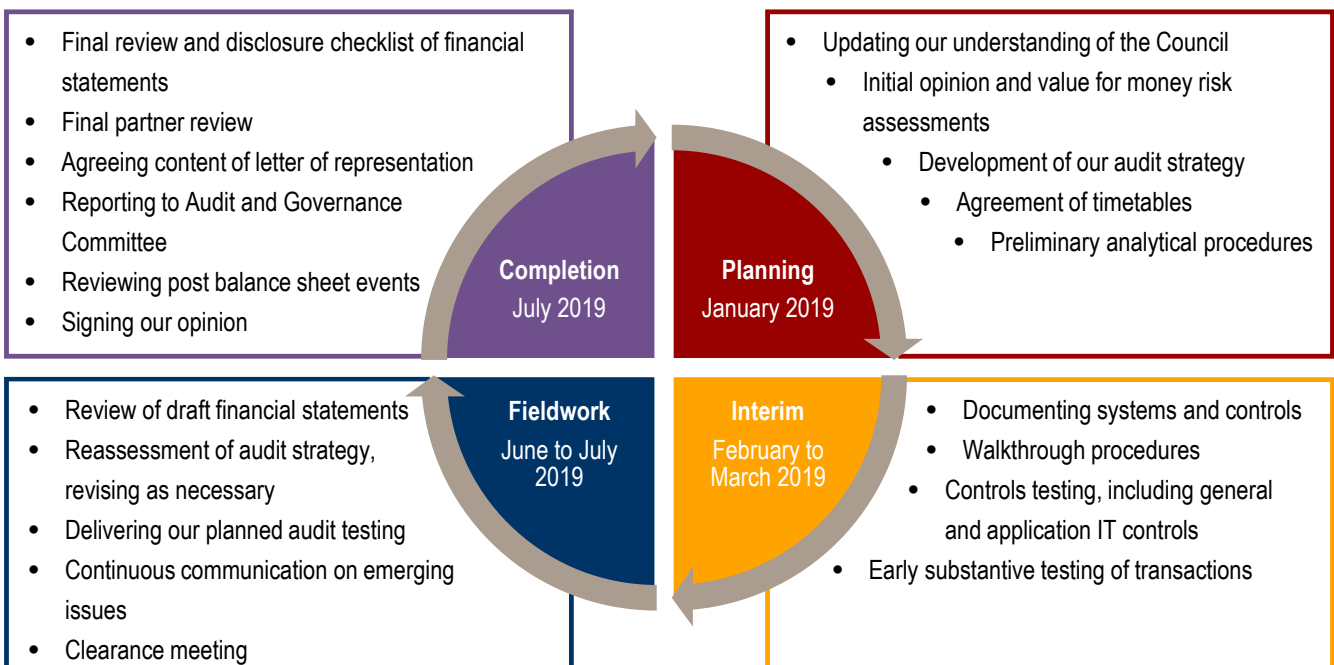 • Final review and disclosure checklist of financial
statements
• Final partner review
• Agreeing content of letter of representation
• Reporting to Audit and Governance
Committee
• Reviewing post balance sheet events
• Signing our opinion
Completion
July 2019
• Updating our understanding of the Council
• Initial opinion and value for money risk
assessments
• Development of our audit strategy
• Agreement of timetables
• Preliminary analytical procedures
Planning
January 2019
• Review of draft financial statements
• Reassessment of audit strategy,
revising as necessary
• Delivering our planned audit testing
• Continuous communication on emerging
issues
• Clearance meeting
Fieldwork
June to July
2019
Interim
February to
March 2019
• Documenting systems and controls
• Walkthrough procedures
• Controls testing, including general
and application IT controls
• Early substantive testing of transactions